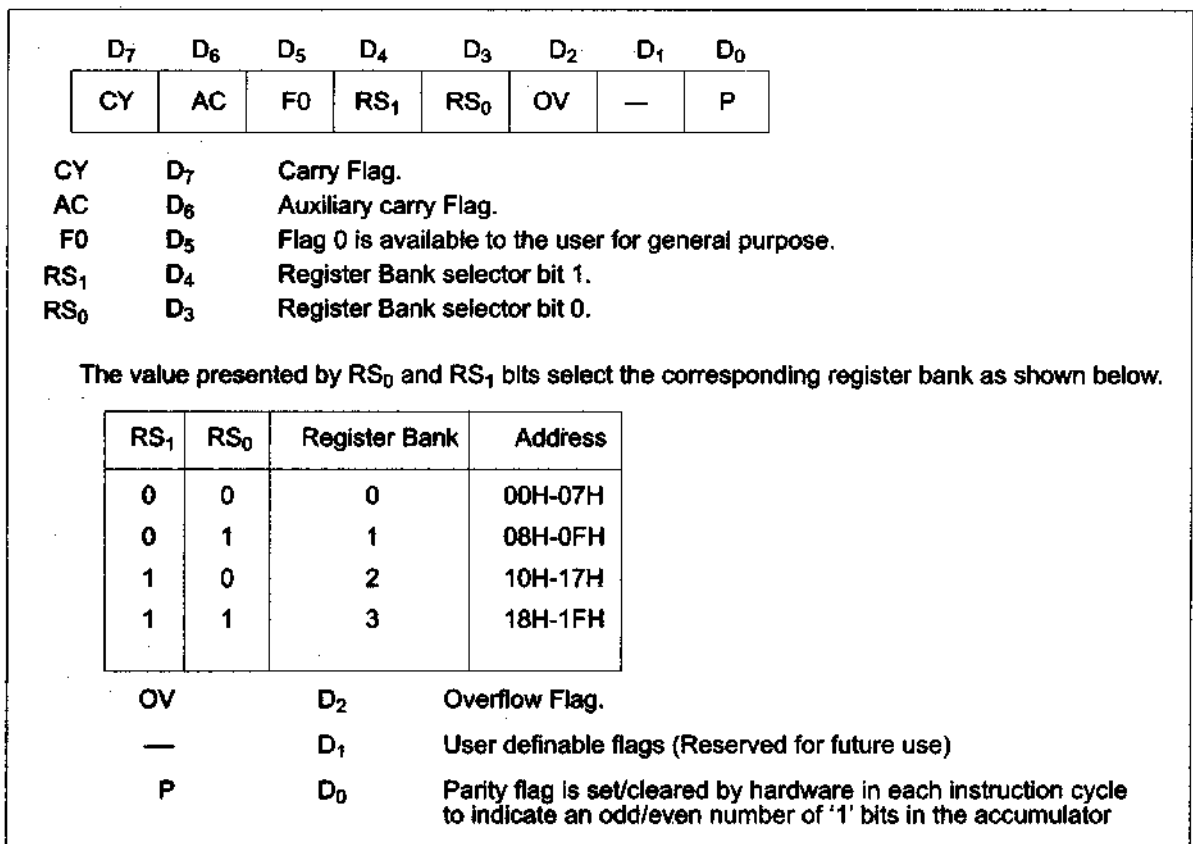 D₇ D₆ D₅ D₄ D₃ D₂ D₁ D₀
CY AC F0 RS₁ RS₀ OV — P
CY D₇ Carry Flag.
AC D₆ Auxiliary carry Flag.
F0 D₅ Flag 0 is available to the user for general purpose.
RS₁ D₄ Register Bank selector bit 1.
RS₀ D₃ Register Bank selector bit 0.
The value presented by RS₀ and RS₁ bits select the corresponding register bank as shown below.
RS₁ RS₀ Register Bank Address
0 0 0 00H-07H
0 1 1 08H-0FH
1 0 2 10H-17H
1 1 3 18H-1FH
OV D₂ Overflow Flag.
— D₁ User definable flags (Reserved for future use)
P D₀ Parity flag is set/cleared by hardware in each instruction cycle
to indicate an odd/even number of '1' bits in the accumulator